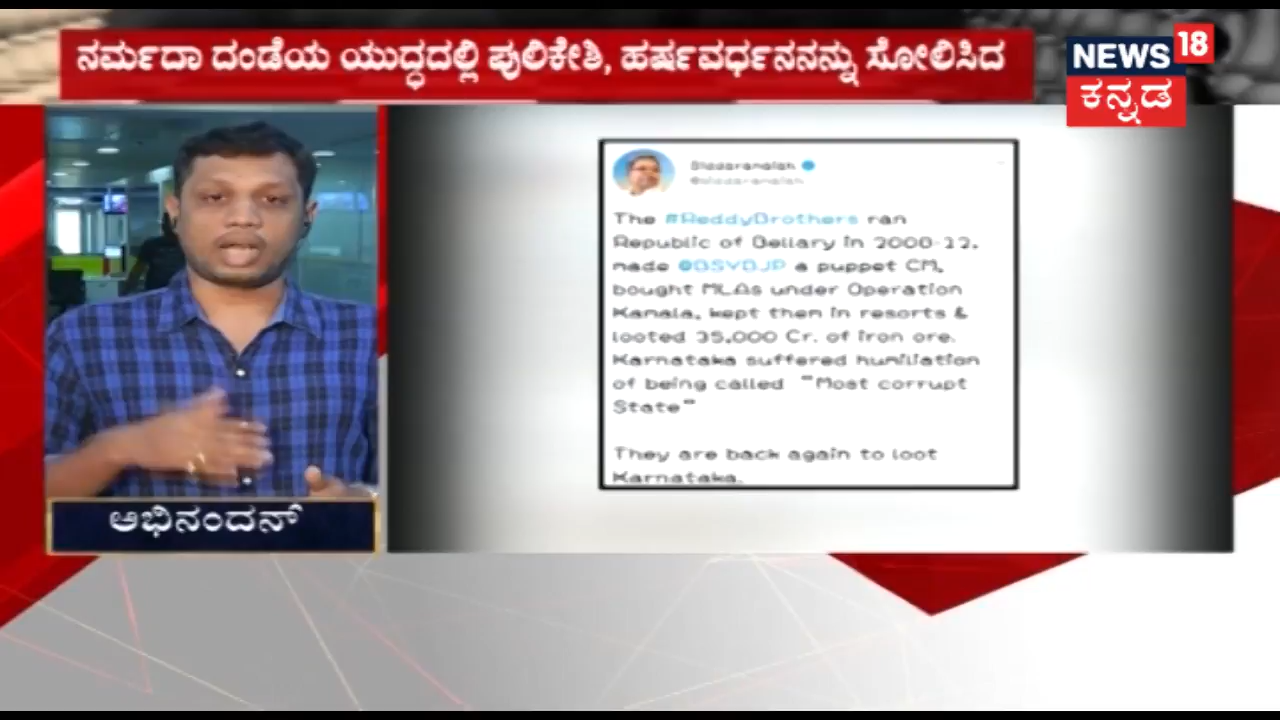 ನರ್ಮದಾ ದಂಡೆಯ ಯುದ್ಧದಲ್ಲಿ ಪುಲಿಕೇಶಿ, ಹರ್ಷವರ್ಧನನನ್ನು ಸೋಲಿಸಿದ
NEWS 18
ಕನ್ನಡ
Siddaramaiah
@siddaramaiah
The #ReddyBrothers ran
Republic of Bellary in 2008-13,
made @BSYBJP a puppet CM,
bought MLAs under Operation
Kamala, kept them in resorts &
looted 35,000 Cr. of iron ore.
Karnataka suffered humiliation
of being called "Most corrupt
State"
They are back again to loot
Karnataka.
ಅಭಿನಂದನ್